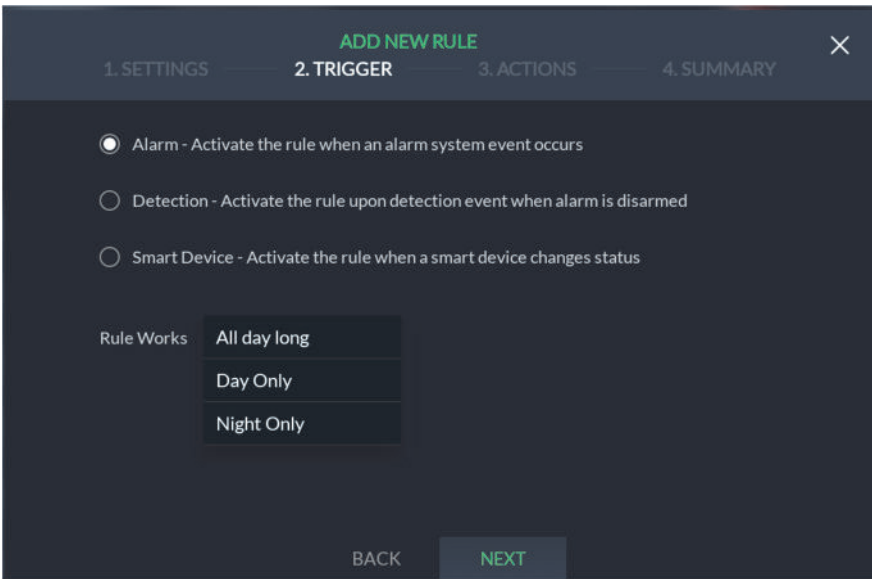 ADD NEW RULE
1. SETTINGS 2. TRIGGER 3. ACTIONS 4. SUMMARY
Alarm - Activate the rule when an alarm system event occurs
Detection - Activate the rule upon detection event when alarm is disarmed
Smart Device - Activate the rule when a smart device changes status
Rule Works All day long
Day Only
Night Only
BACK NEXT